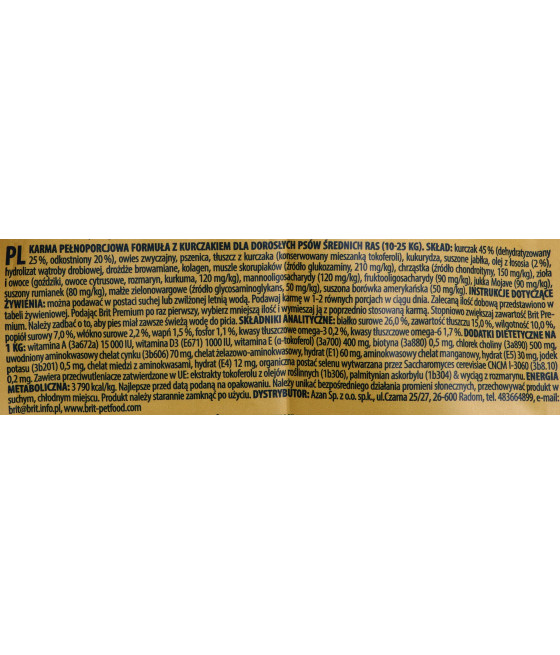 PL KARMA PEŁNOPORCJOWA FORMUŁA Z KURCZAKIEM DLA DOROSŁYCH PSÓW ŚREDNICH RAS (10-25 KG). SKŁAD: kurczak 45 % (dehydratyzowany
25 %, odkostniony 20 %), owies zwyczajny, pszenica, tłuszcz z kurczaka (konserwowany mieszanką tokoferoli), kukurydza, suszone jabłka, olej z łososia (2 %),
hydrolizat wątroby drobiowej, drożdże browarniane, kolagen, muszle skorupiaków (źródło glukozaminy, 210 mg/kg), chrząstka (źródło chondroityny, 150 mg/kg), zioła
i owoce (goździki, owoce cytrusowe, rozmaryn, kurkuma, 120 mg/kg), mannooligosacharydy (120 mg/kg), fruktooligosacharydy (90 mg/kg), jukka Mojave (90 mg/kg),
suszony rumianek (80 mg/kg), małże zielonowargowe (źródło glycosaminoglykans, 50 mg/kg), suszona borówka amerykańska (50 mg/kg). INSTRUKCJE DOTYCZĄCE
ŻYWIENIA: można podawać w postaci suchej lub zwilżonej letnią wodą. Podawaj karmę w 1-2 równych porcjach w ciągu dnia. Zalecaną ilość dobową przedstawiono w
tabeli żywieniowej. Podając Brit Premium po raz pierwszy, wybierz mniejszą ilość i wymieszaj ją z poprzednio stosowaną karmą. Stopniowo zwiększaj zawartość Brit Pre-
mium. Należy zadbać o to, aby pies miał zawsze świeżą wodę do picia. SKŁADNIKI ANALITYCZNE: białko surowe 26,0 %, zawartość tłuszczu 15,0 %, wilgotność 10,0 %,
popiół surowy 7,0 %, włókno surowe 2,2 %, wapń 1,5 %, fosfor 1,1 %, kwasy tłuszczowe omega-3 0,2 %, kwasy tłuszczowe omega-6 1,7 %. DODATKI DIETETYCZNE NA
1 KG: witamina A (3a672a) 15 000 IU, witamina D3 (E671) 1000 IU, witamina E (α-tokoferol) (3a700) 400 mg, biotyna (3a880) 0,5 mg, chlorek choliny (3a890) 500 mg,
uwodniony aminokwasowy chelat cynku (3b606) 70 mg, chelat żelazowo-aminokwasowy, hydrat (E1) 60 mg, aminokwasowy chelat manganowy, hydrat (E5) 30 mg, jodek
potasu (3b201) 0,5 mg, chelat miedzi z aminokwasami, hydrat (E4) 12 mg, organiczna postać selenu wytwarzana przez Saccharomyces cerevisiae CNCM I-3060 (3b8.10)
0,2 mg. Zawiera przeciwutleniacze zatwierdzone w UE: ekstrakty tokoferolu z olejów roślinnych (1b306), palmitynian askorbylu (1b304) & wyciąg z rozmarynu. ENERGIA
METABOLICZNA: 3 790 kcal/kg. Najlepsze przed datą podaną na opakowaniu. Należy unikać bezpośredniego działania promieni słonecznych, przechowywać produkt w
suchym, chłodnym miejscu. Produkt należy starannie zamknąć po użyciu. DYSTRYBUTOR: Azan Sp. z o.o. sp.k., ul.Czarna 25/27, 26-600 Radom, tel. 483664899, e-mail:
brit@brit.info.pl, www.brit-petfood.com